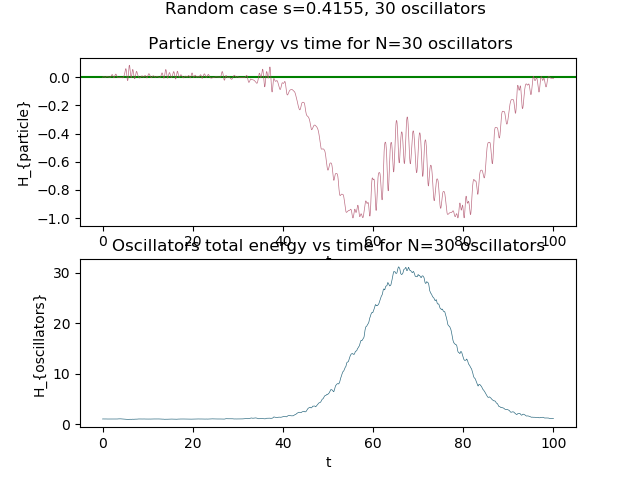 Random case s=0.4155, 30 oscillators
Particle Energy vs time for N=30 oscillators
H_{particle}
0.0
−0.2
−0.4
−0.6
−0.8
−1.0
0 20 40 60 80 100
t
Oscillators total energy vs time for N=30 oscillators
H_{oscillators}
30
20
10
0
0 20 40 60 80 100
t